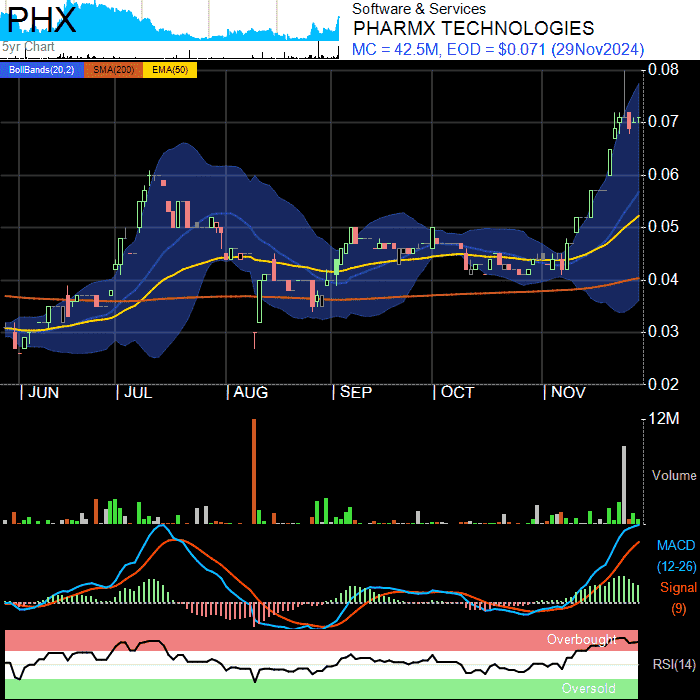 PHX
5yr Chart
Software & Services
PHARMX TECHNOLOGIES
MC = 42.5M, EOD = $0.071 (29Nov2024)
BollBands(20,2) SMA(200) EMA(50)
0.08
0.07
0.06
0.05
0.04
0.03
0.02
JUN JUL AUG SEP OCT NOV
12M
Volume
MACD
(12-26)
Signal
(9)
Overbought
RSI(14)
Oversold